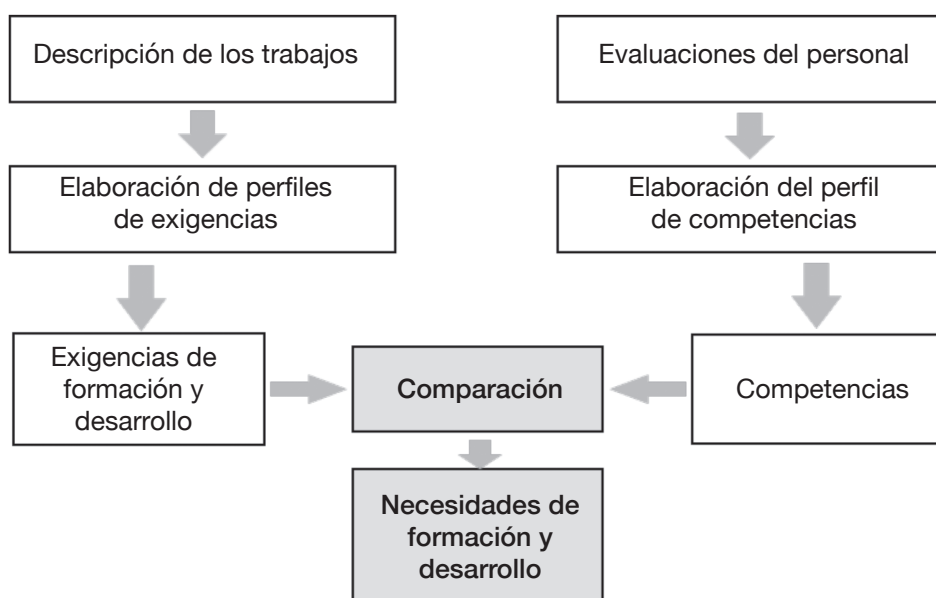 Descripción de los trabajos
Evaluaciones del personal
Elaboración de perfiles
de exigencias
Elaboración del perfil
de competencias
Exigencias de
formación y
desarrollo
Comparación
Competencias
Necesidades de
formación y
desarrollo